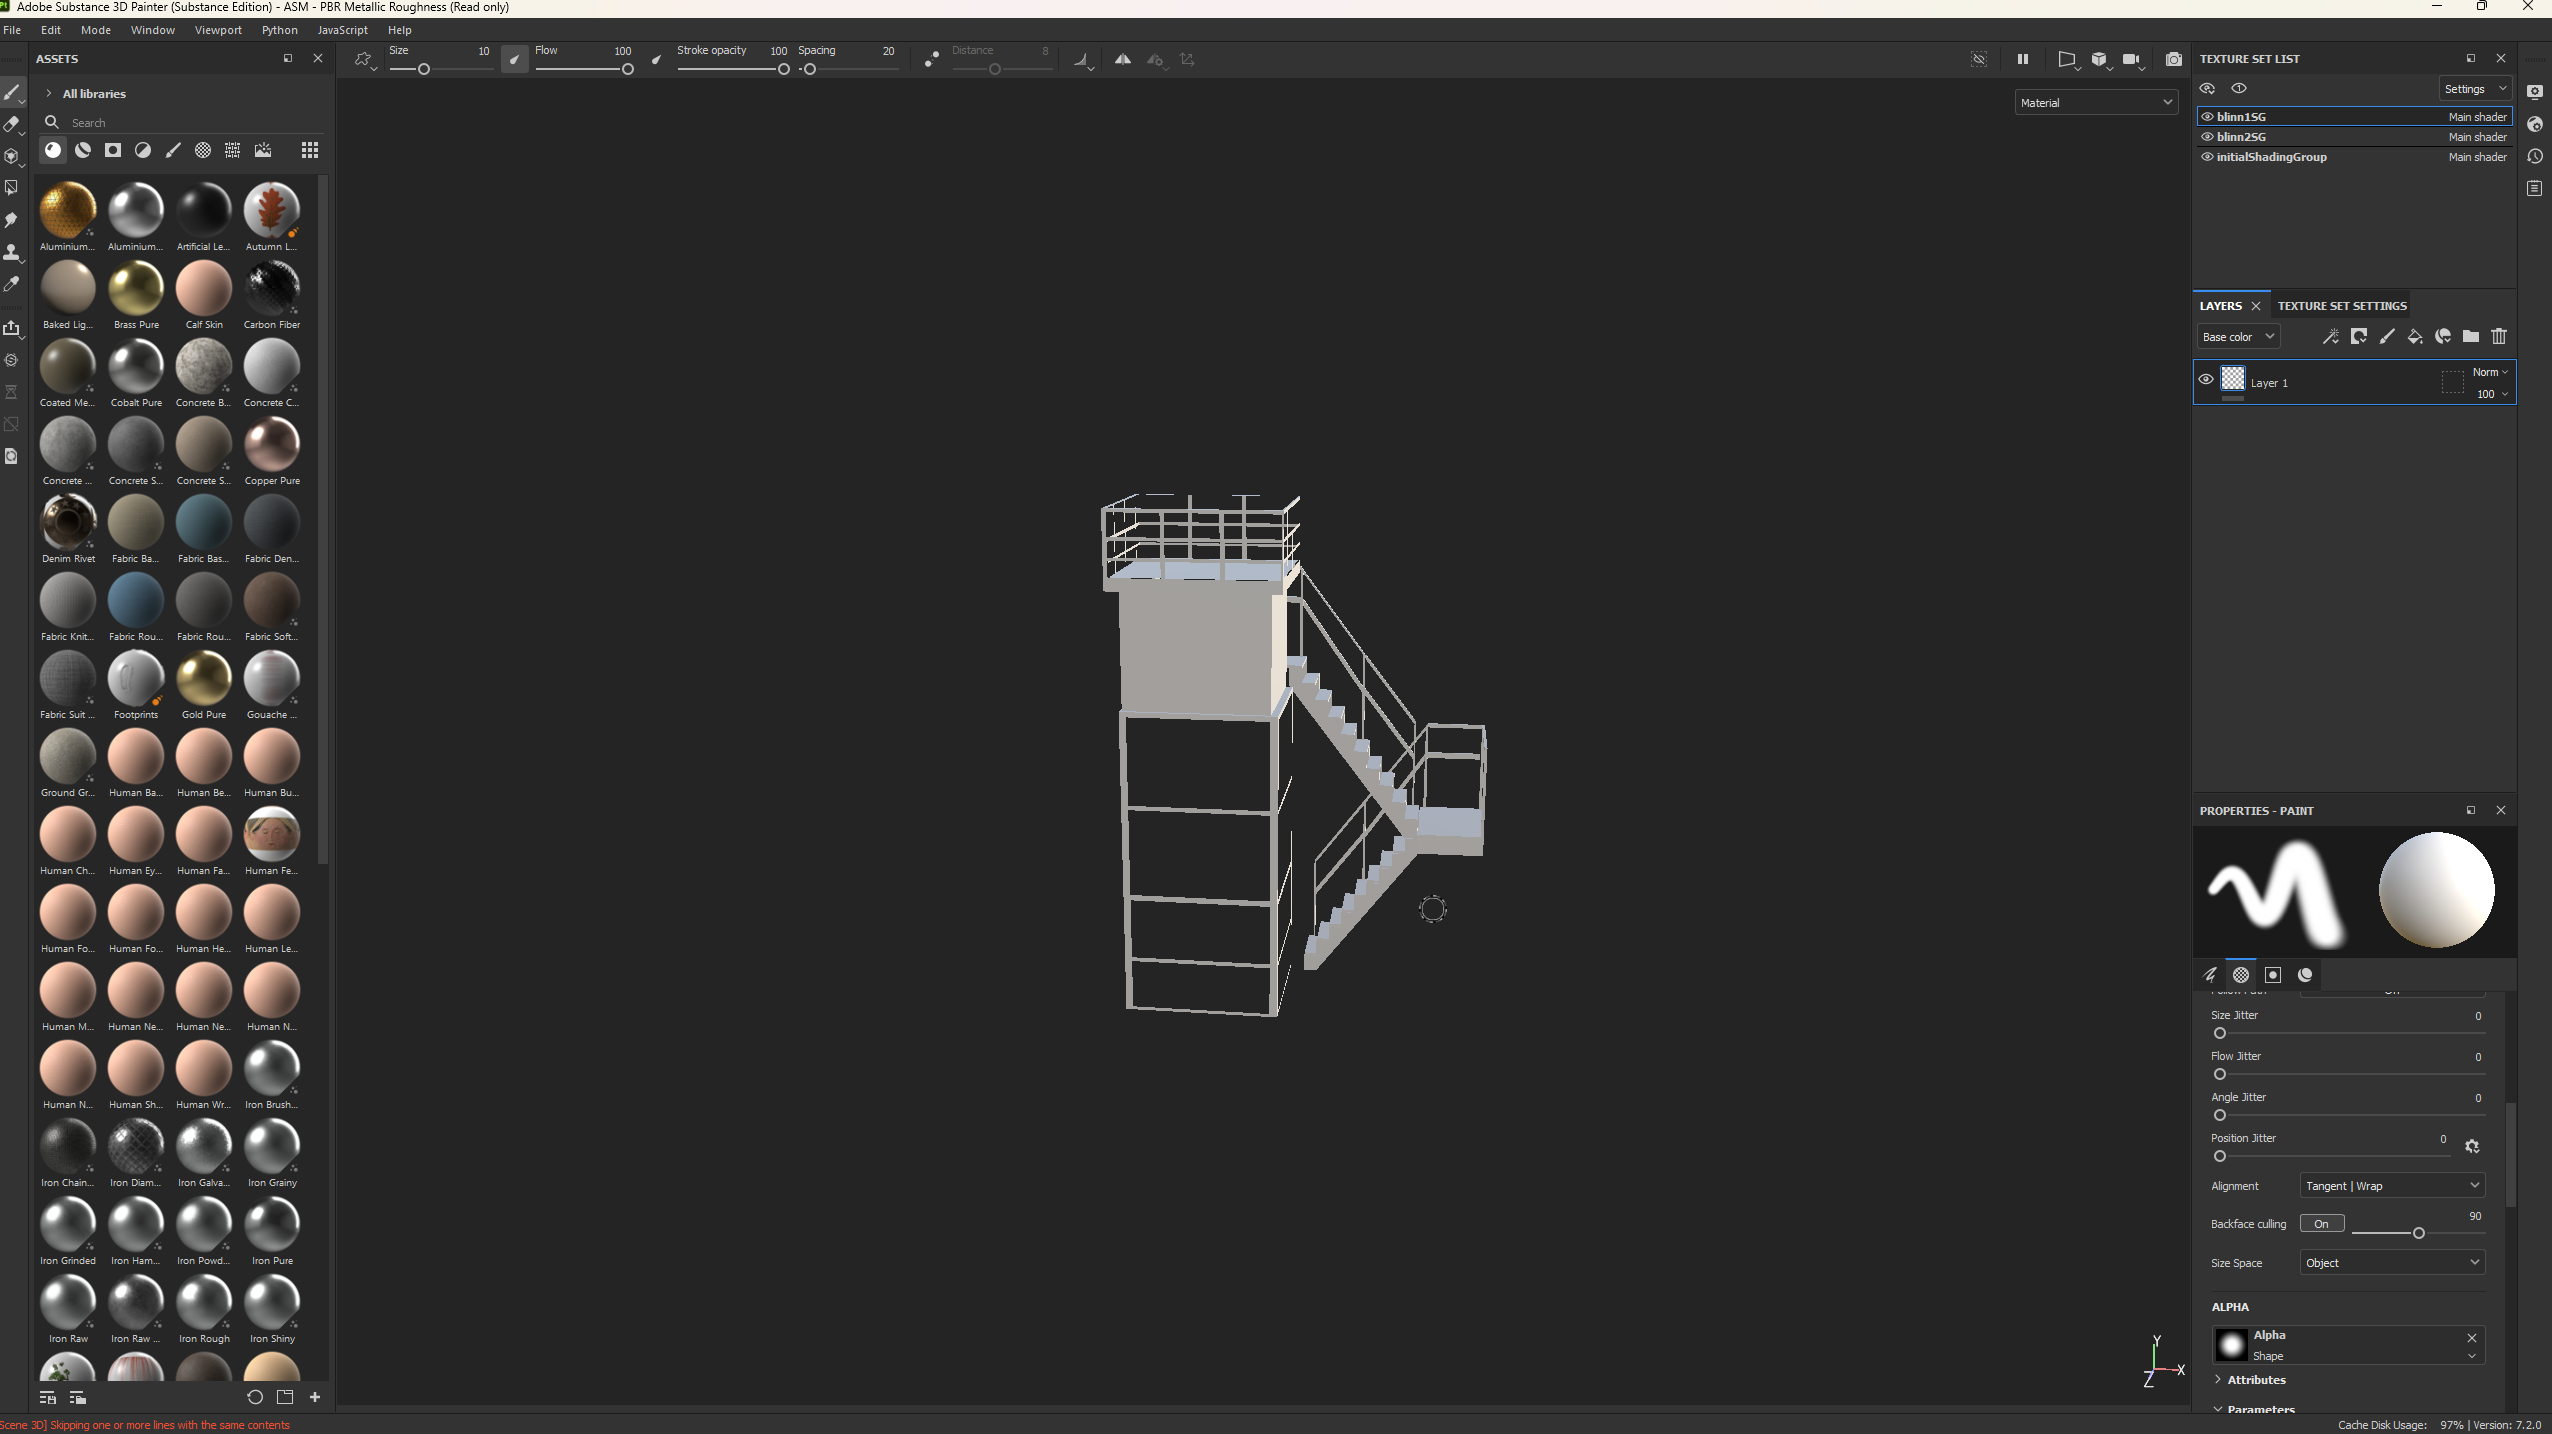 Adobe Substance 3D Painter (Substance Edition) - ASM - PBR Metallic Roughness (Read only)
File Edit Mode Window Viewport Python JavaScript Help
ASSETS
Size 10 Flow 100 Stroke opacity 100 Spacing 20 Distance 8
All libraries
Search
Aluminium... Aluminium... Artificial Le... Autumn L...
Baked Lig... Brass Pure Calf Skin Carbon Fiber
Coated Me... Cobalt Pure Concrete B... Concrete C...
Concrete ... Concrete S... Concrete S... Copper Pure
Denim Rivet Fabric Ba... Fabric Bas... Fabric Den...
Fabric Knit... Fabric Rou... Fabric Rou... Fabric Soft...
Fabric Suit ... Footprints Gold Pure Gouache ...
Ground Gr... Human Ba... Human Be... Human Bu...
Human Ch... Human Ey... Human Fa... Human Fe...
Human Fo... Human Fo... Human He... Human Le...
Human M... Human Ne... Human Ne... Human N...
Human N... Human Sh... Human Wr... Iron Brush...
Iron Chain... Iron Diam... Iron Galva... Iron Grainy
Iron Grinded Iron Ham... Iron Powd... Iron Pure
Iron Raw Iron Raw ... Iron Rough Iron Shiny
Material
Y
X
Z
TEXTURE SET LIST
Settings
blinn1SG Main shader
blinn2SG Main shader
initialShadingGroup Main shader
LAYERS TEXTURE SET SETTINGS
Base color
Layer 1 Norm
100
PROPERTIES - PAINT
Size Jitter 0
Flow Jitter 0
Angle Jitter 0
Position Jitter 0
Alignment Tangent | Wrap
Backface culling On 90
Size Space Object
ALPHA
Alpha
Shape
Attributes
Parameters
Scene 3D] Skipping one or more lines with the same contents
Cache Disk Usage: 97% | Version: 7.2.0